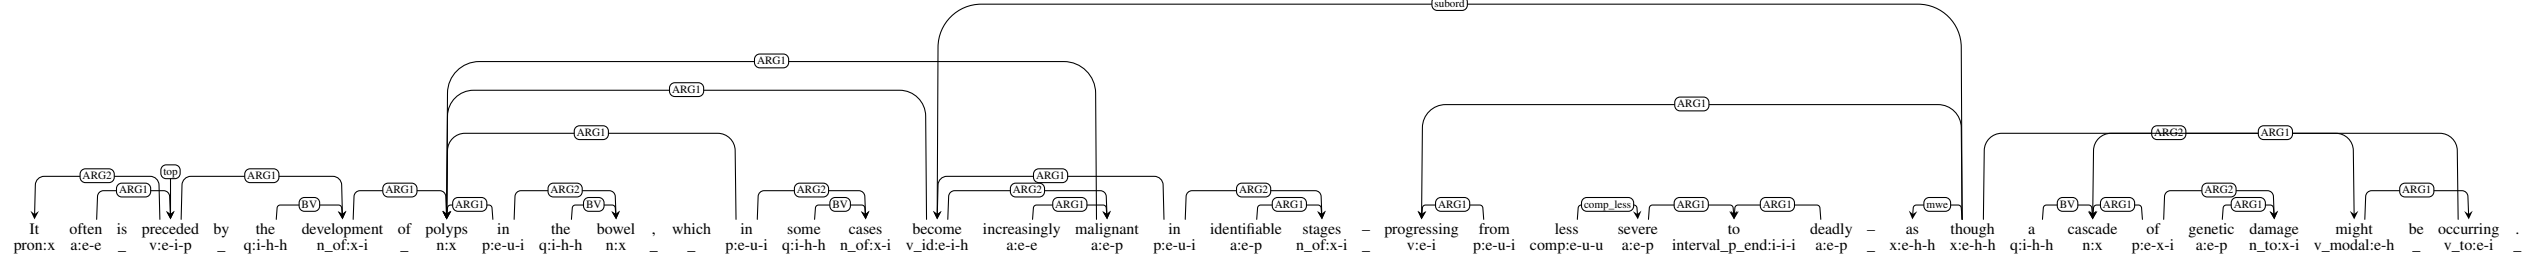 subord
ARG1
ARG1
ARG1
ARG1 ARG2 ARG1
ARG2 top ARG1 ARG1
ARG1 ARG1 ARG2 ARG2 ARG2 ARG2 ARG2 ARG1
BV ARG1 BV BV ARG1 ARG1 ARG1 comp_less ARG1 ARG1 mwe BV ARG1 ARG1
It often is preceded by the development of polyps in the bowel , which in some cases become increasingly malignant in identifiable stages – progressing from less severe to deadly – as though a cascade of genetic damage might be occurring .
pron:x a:e-e _ v:e-i-p _ q:i-h-h n_of:x-i _ n:x p:e-u-i q:i-h-h n:x _ _ p:e-u-i q:i-h-h n_of:x-i v_id:e-i-h a:e-e a:e-p p:e-u-i a:e-p n_of:x-i _ v:e-i p:e-u-i comp:e-u-u a:e-p interval_p_end:i-i-i a:e-p _ x:e-h-h x:e-h-h q:i-h-h n:x p:e-x-i a:e-p n_to:x-i v_modal:e-h _ v_to:e-i _